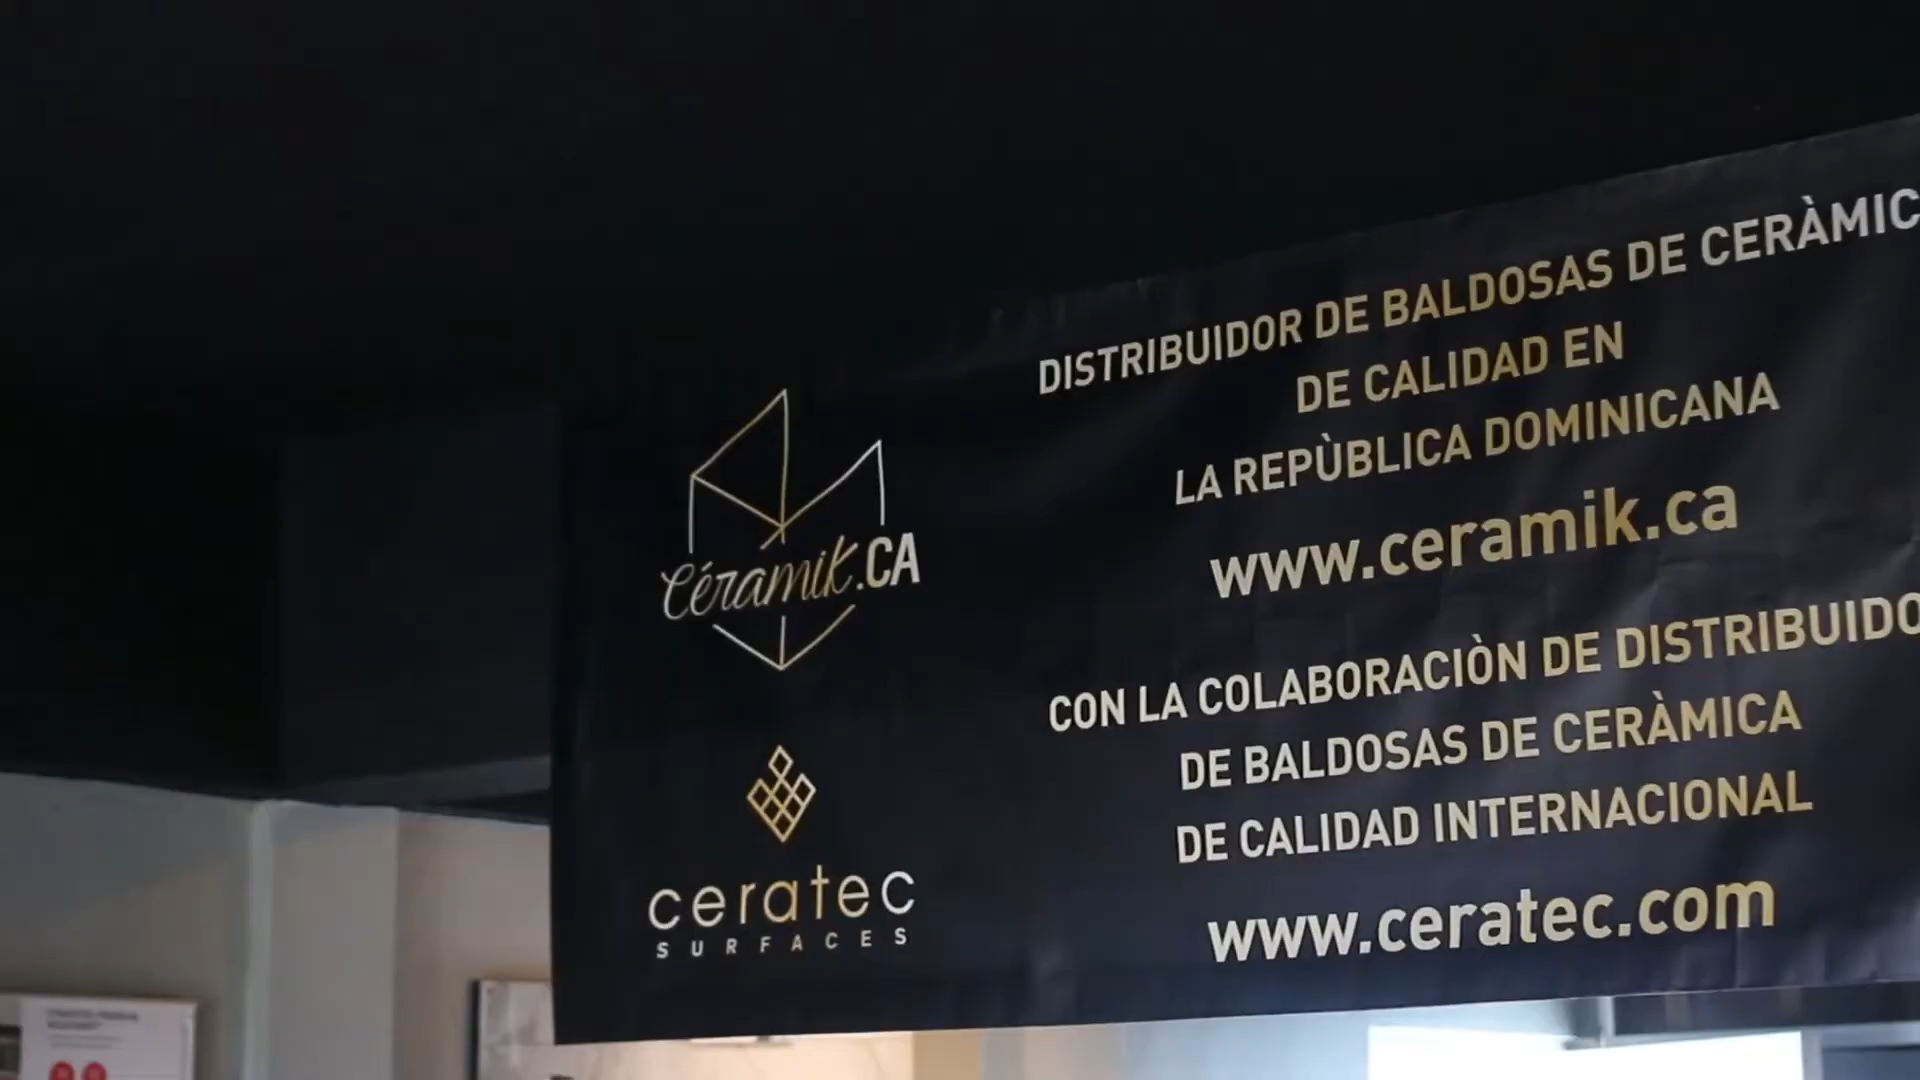 DISTRIBUIDOR DE BALDOSAS DE CERÀMIC
DE CALIDAD EN
LA REPÙBLICA DOMINICANA
www.ceramik.ca
CON LA COLABORACIÒN DE DISTRIBUIDO
DE BALDOSAS DE CERÀMICA
DE CALIDAD INTERNACIONAL
www.ceratec.com
Céramik.CA
ceratec
SURFACES